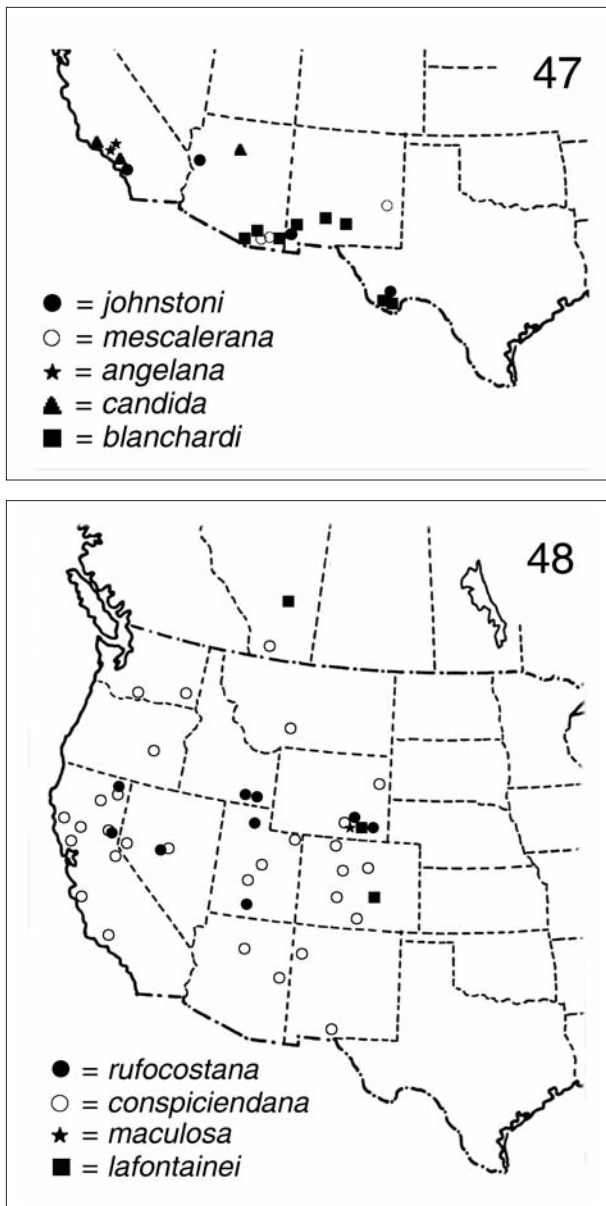 47
● = johnstoni
○ = mescalerana
★ = angelana
▲ = candida
■ = blanchardi
48
● = rufocostana
○ = conspiciendana
★ = maculosa
■ = lafontainei